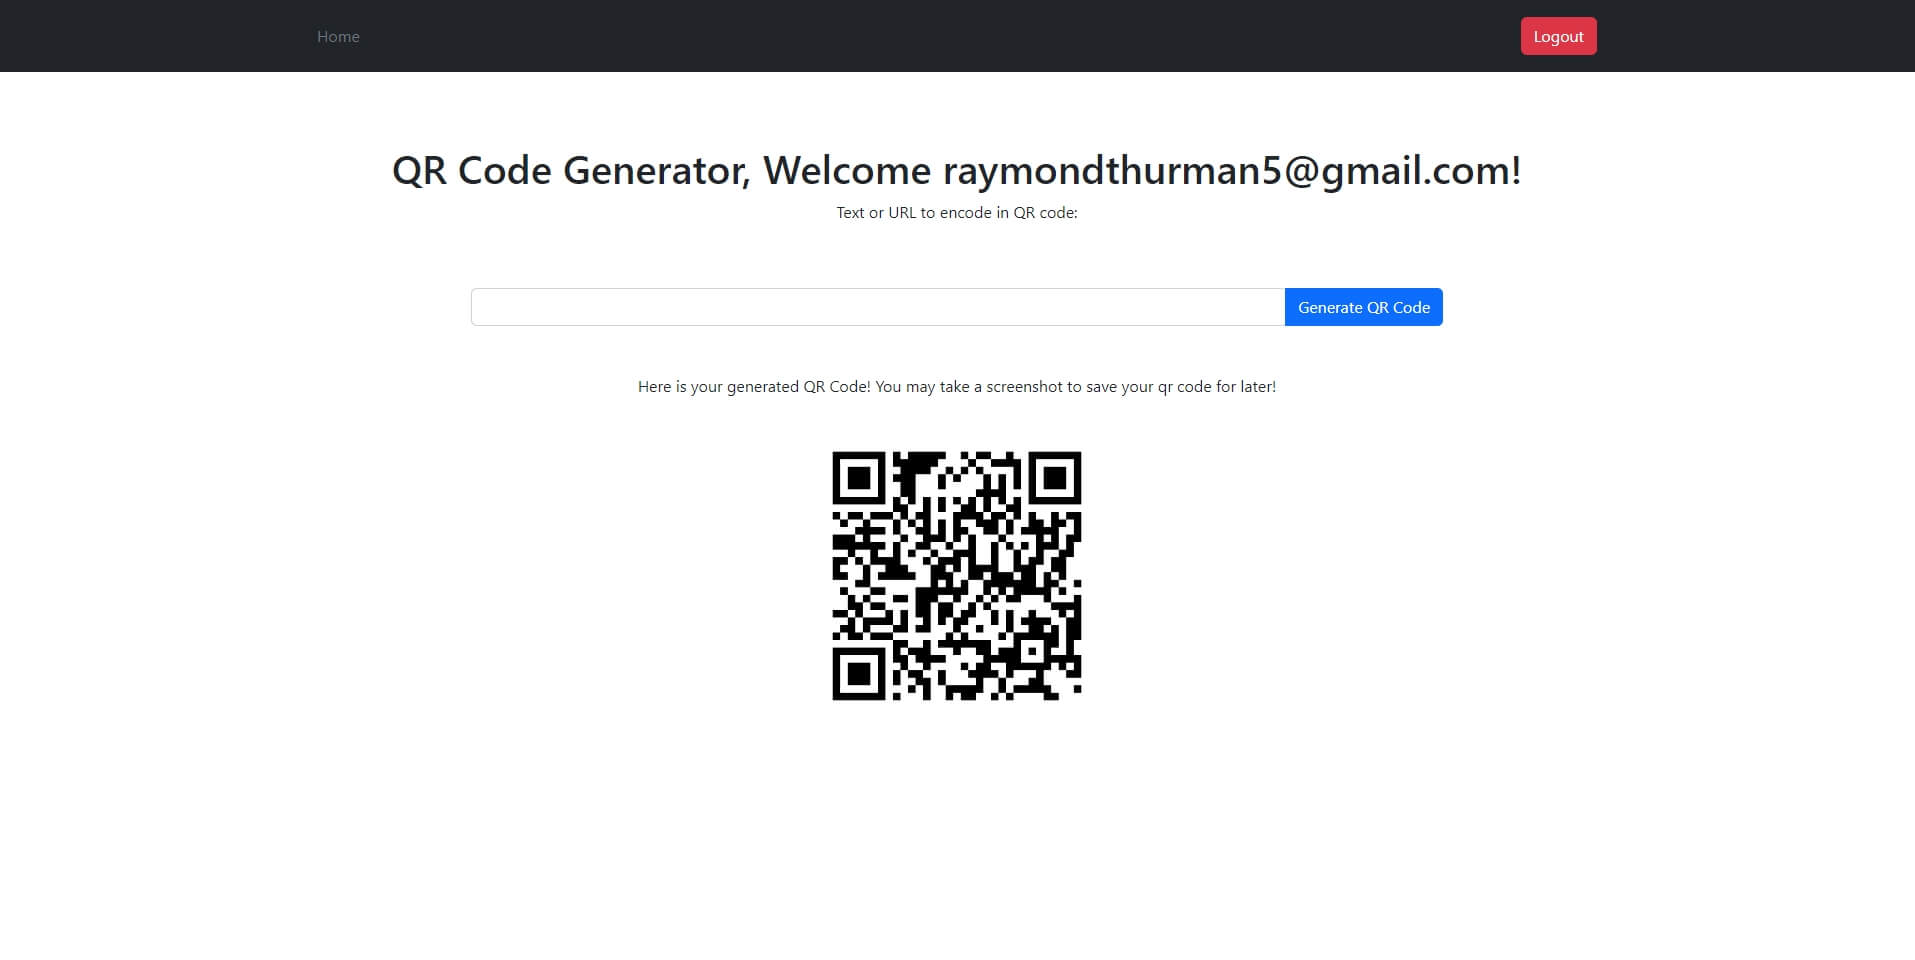 Home
Logout
QR Code Generator, Welcome raymondthurman5@gmail.com!
Text or URL to encode in QR code:
Generate QR Code
Here is your generated QR Code! You may take a screenshot to save your qr code for later!